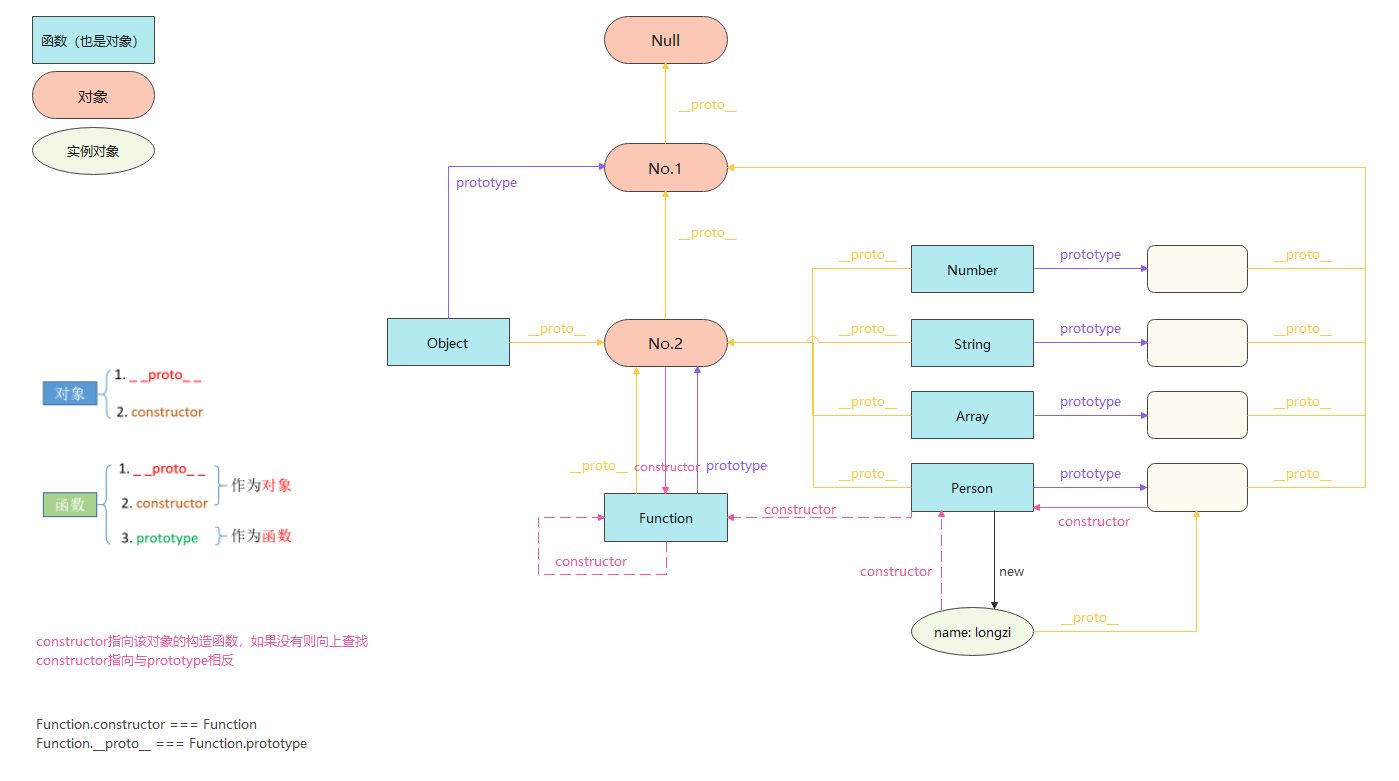 函数（也是对象）
对象
实例对象
Null
__proto__
No.1
prototype
__proto__
Object
__proto__
No.2
__proto__
Number
prototype
__proto__
__proto__
String
prototype
__proto__
__proto__
Array
prototype
__proto__
__proto__
Person
prototype
__proto__
__proto__
constructor
prototype
Function
constructor
constructor
constructor
constructor
new
name: longzi
__proto__
对象
1. __proto__
2. constructor
函数
1. __proto__
2. constructor
作为对象
3. prototype
作为函数
constructor指向该对象的构造函数，如果没有则向上查找
constructor指向与prototype相反
Function.constructor === Function
Function.__proto__ === Function.prototype